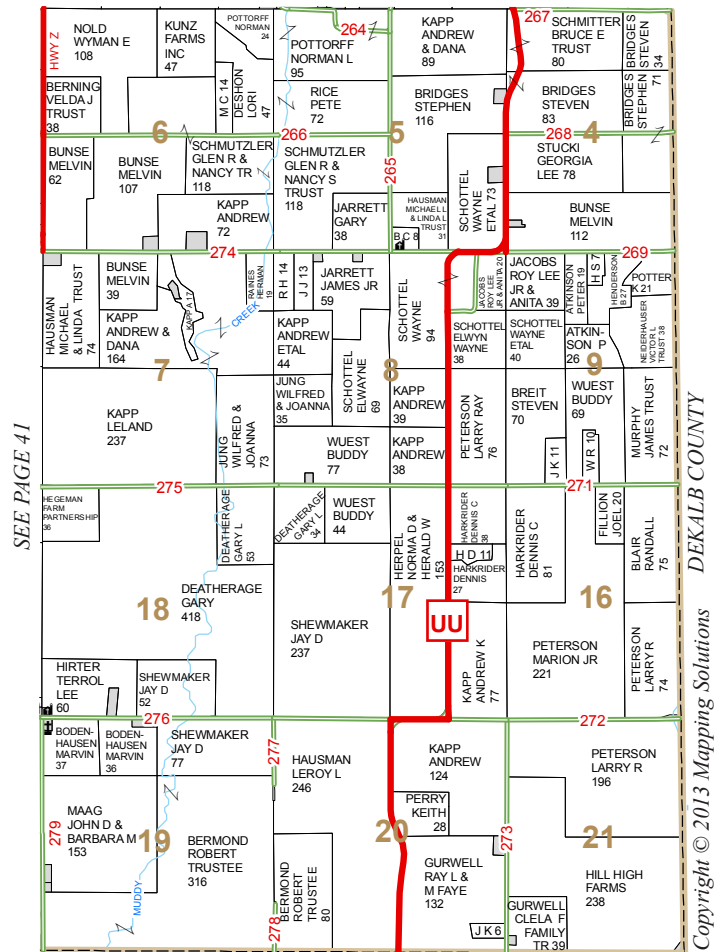 HWY Z
NOLD
WYMAN E
108
KUNZ
FARMS
INC
47
POTTORFF
NORMAN
24
264
POTTORFF
NORMAN L
95
KAPP
ANDREW
& DANA
89
267
SCHMITTER
BRUCE E
TRUST
80
BRIDGES
STEVEN
34
BERNING
VELDA J
TRUST
38
M C 14
DESHON
LORI
47
RICE
PETE
72
BRIDGES
STEPHEN
116
BRIDGES
STEVEN
83
BRIDGES
STEPHEN
71
6
266
5
268
4
BUNSE
MELVIN
62
BUNSE
MELVIN
107
SCHMUTZLER
GLEN R &
NANCY TR
118
SCHMUTZLER
GLEN R &
NANCY S
TRUST
118
265
STUCKI
GEORGIA
LEE 78
KAPP
ANDREW
72
JARRETT
GARY
38
HAUSMAN
MICHAEL L
& LINDA L
TRUST
31
B C 8
SCHOTTEL
WAYNE
ETAL 73
BUNSE
MELVIN
112
274
269
HAUSMAN
MICHAEL
& LINDA TRUST
74
BUNSE
MELVIN
39
KAPP A 17
RAINES
HERMAN
19
R H 14
J J 13
JARRETT
JAMES JR
59
SCHOTTEL
WAYNE
94
JACOBS
ROY LEE
JR & ANITA 20
JACOBS
ROY LEE
JR &
ANITA 39
ATKINSON
PETER 19
H S 7
HENDERSON
B 27
POTTER
K 21
KAPP
ANDREW &
DANA
164
CREEK
KAPP
ANDREW
ETAL
44
SCHOTTEL
ELWAYNE
69
SCHOTTEL
ELWYN
WAYNE
38
SCHOTTEL
WAYNE
ETAL
40
ATKIN-
SON P
26
NEIDERHAUSER
VICTOR L
TRUST 38
7
8
9
KAPP
LELAND
237
JUNG
WILFRED &
JOANNA
73
JUNG
WILFRED
& JOANNA
35
KAPP
ANDREW
39
PETERSON
LARRY RAY
76
BREIT
STEVEN
70
WUEST
BUDDY
69
MURPHY
JAMES TRUST
72
WUEST
BUDDY
77
KAPP
ANDREW
38
J K 11
W R 10
275
271
SEE PAGE 41
DEKALB COUNTY
HEGEMAN
FARM
PARTNERSHIP
36
DEATHERAGE
GARY L
53
DEATHERAGE
GARY L
34
WUEST
BUDDY
44
HERPEL
NORMA D &
HERALD W
153
HARKRIDER
DENNIS C
38
H D 11
HARKRIDER
DENNIS
27
HARKRIDER
DENNIS C
81
FILLION
JOEL 20
BLAIR
RANDALL
75
18
DEATHERAGE
GARY
418
17
16
SHEWMAKER
JAY D
237
UU
HIRTER
TERROL
LEE
60
SHEWMAKER
JAY D
52
KAPP
ANDREW K
77
PETERSON
MARION JR
221
PETERSON
LARRY R
74
276
272
BODEN-
HAUSEN
MARVIN
37
BODEN-
HAUSEN
MARVIN
36
SHEWMAKER
JAY D
77
277
HAUSMAN
LEROY L
246
KAPP
ANDREW
124
PETERSON
LARRY R
196
279
MAAG
JOHN D &
BARBARA M
153
19
PERRY
KEITH
28
20
273
21
BERMOND
ROBERT
TRUSTEE
316
MUDDY
278
BERMOND
ROBERT
TRUSTEE
80
GURWELL
RAY L &
M FAYE
132
J K 6
HILL HIGH
FARMS
238
GURWELL
CLELA F
FAMILY
TR 39
Copyright © 2013 Mapping Solutions